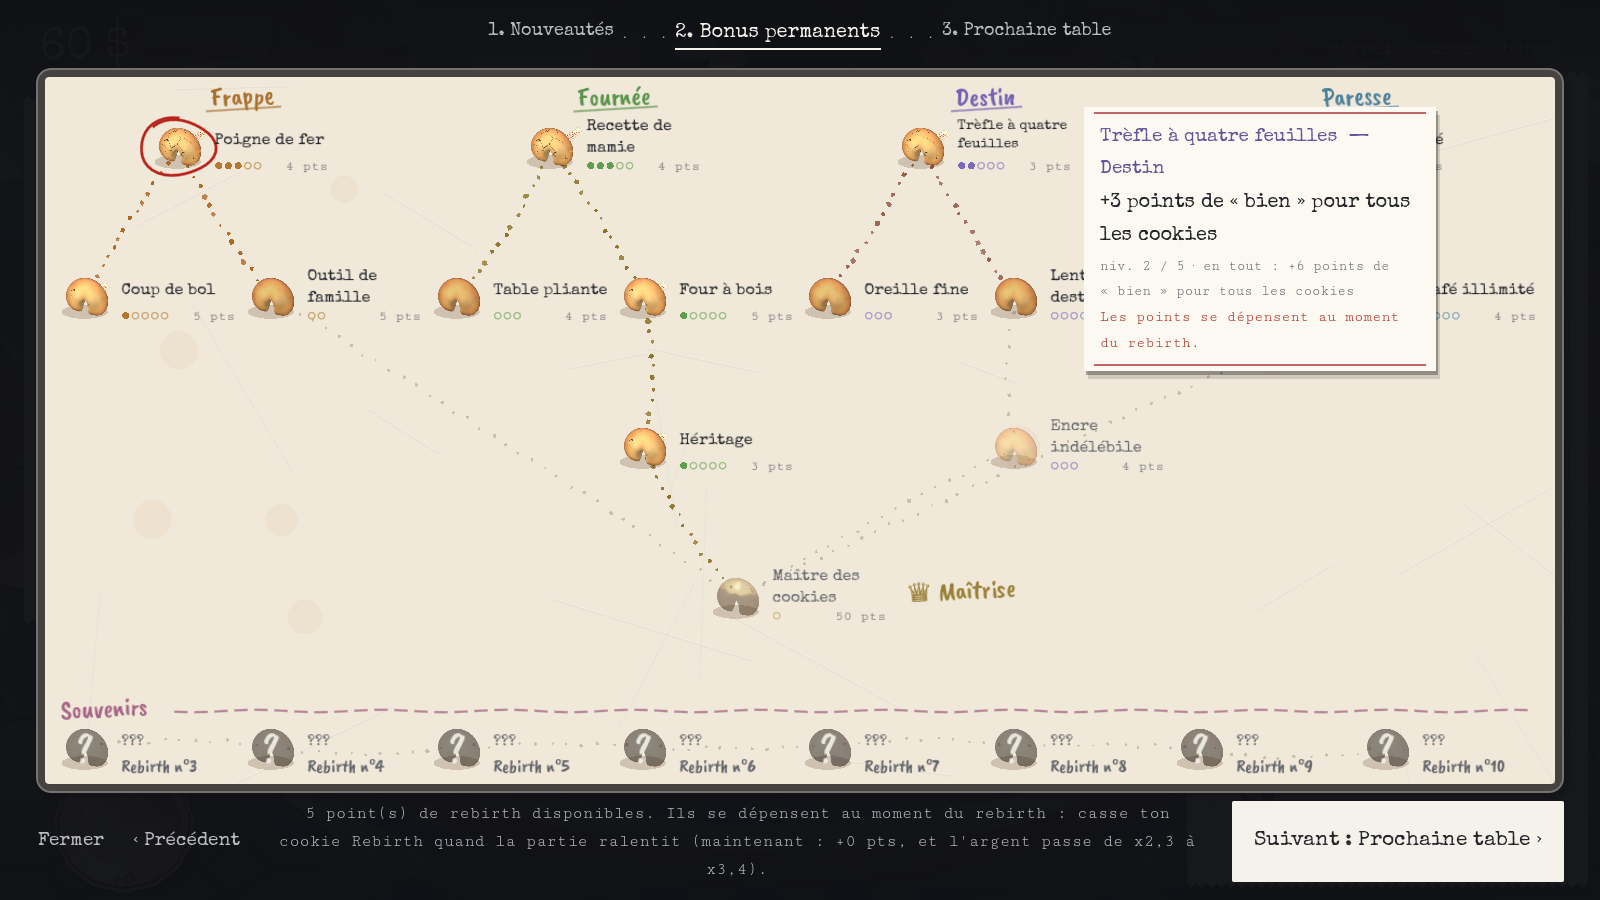 60 $
1. Nouveautés . . . 2. Bonus permanents . . . 3. Prochaine table
Frappe
Fournée
Destin
Paresse
Poigne de fer
4 pts
Recette de
mamie
4 pts
Trèfle à quatre
feuilles
3 pts
Trèfle à quatre feuilles —
Destin
+3 points de « bien » pour tous
les cookies
niv. 2 / 5 · en tout : +6 points de
« bien » pour tous les cookies
Les points se dépensent au moment
du rebirth.
Coup de bol
5 pts
Outil de
famille
5 pts
Table pliante
4 pts
Four à bois
5 pts
Oreille fine
3 pts
Lent
dest
afé illimité
4 pts
Héritage
3 pts
Encre
indélébile
4 pts
Maître des
cookies
50 pts
Maîtrise
Souvenirs
???
Rebirth n°3
???
Rebirth n°4
???
Rebirth n°5
???
Rebirth n°6
???
Rebirth n°7
???
Rebirth n°8
???
Rebirth n°9
???
Rebirth n°10
Fermer
‹ Précédent
5 point(s) de rebirth disponibles. Ils se dépensent au moment du rebirth : casse ton
cookie Rebirth quand la partie ralentit (maintenant : +0 pts, et l'argent passe de x2,3 à
x3,4).
Suivant : Prochaine table ›